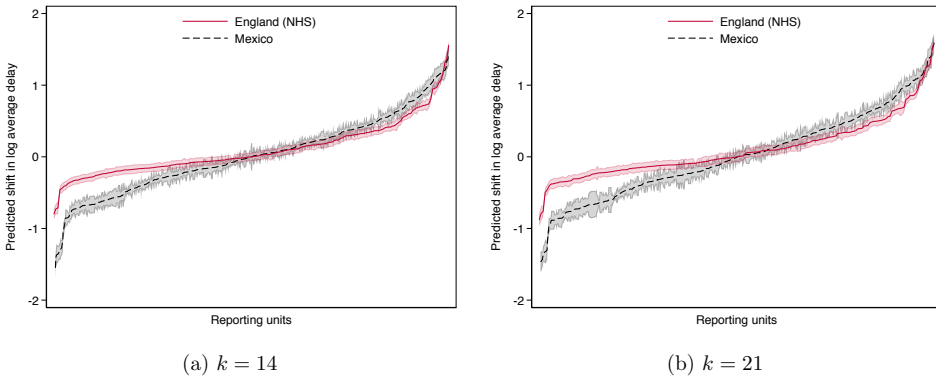 England (NHS)
Mexico
Predicted shift in log average delay
2
1
0
-1
-2
Reporting units
(a) k = 14
England (NHS)
Mexico
Predicted shift in log average delay
2
1
0
-1
-2
Reporting units
(b) k = 21